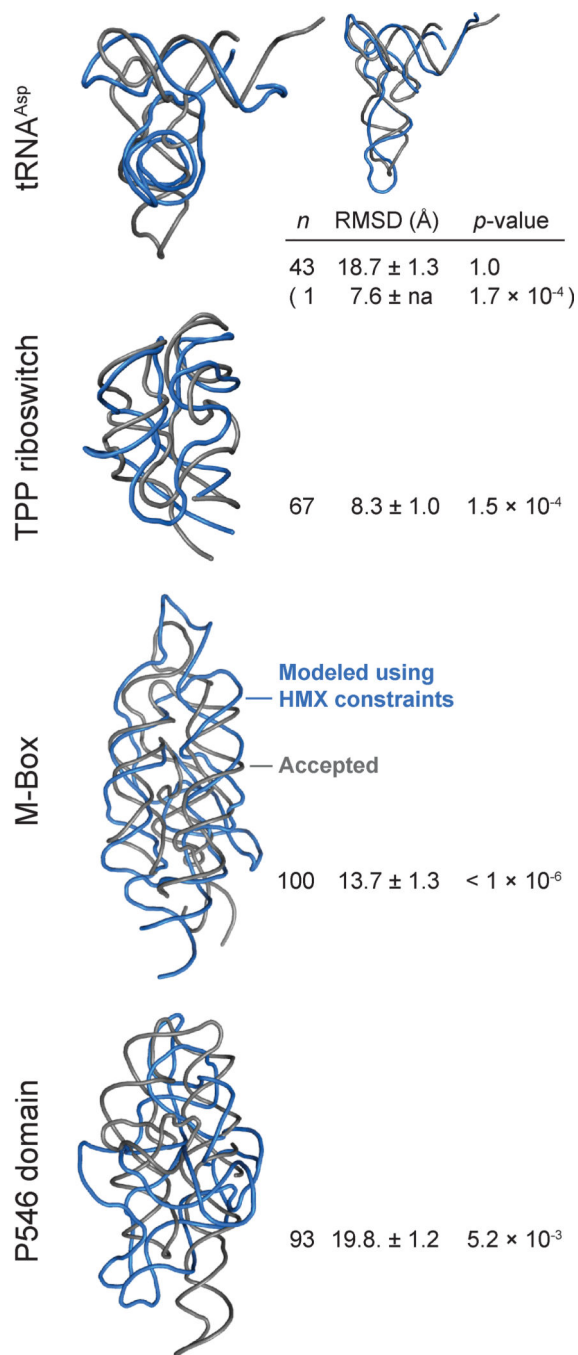 tRNA^Asp
n RMSD (Å) p-value
43 18.7 ± 1.3 1.0
( 1 7.6 ± na 1.7 × 10⁻⁴ )
TPP riboswitch
67 8.3 ± 1.0 1.5 × 10⁻⁴
M-Box
Modeled using
HMX constraints
Accepted
100 13.7 ± 1.3 < 1 × 10⁻⁶
P546 domain
93 19.8. ± 1.2 5.2 × 10⁻³